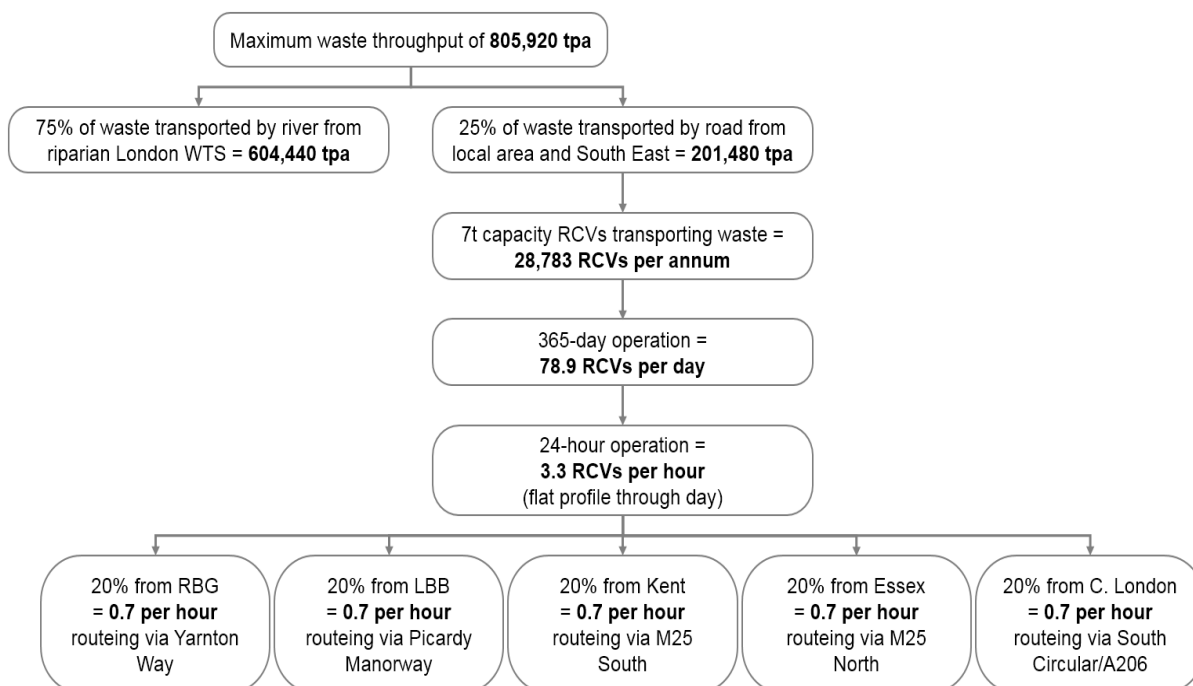 Maximum waste throughput of 805,920 tpa
75% of waste transported by river from
riparian London WTS = 604,440 tpa
25% of waste transported by road from
local area and South East = 201,480 tpa
7t capacity RCVs transporting waste =
28,783 RCVs per annum
365-day operation =
78.9 RCVs per day
24-hour operation =
3.3 RCVs per hour
(flat profile through day)
20% from RBG
= 0.7 per hour
routeing via Yarnton
Way
20% from LBB
= 0.7 per hour
routeing via Picardy
Manorway
20% from Kent
= 0.7 per hour
routeing via M25
South
20% from Essex
= 0.7 per hour
routeing via M25
North
20% from C. London
= 0.7 per hour
routeing via South
Circular/A206